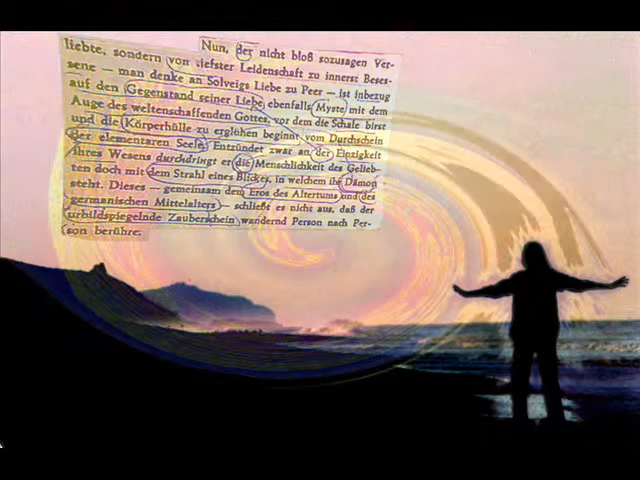 Nun, der nicht bloß sozusagen Ver-
liebte, sondern von tiefster Leidenschaft zu innerst Beses-
sene — man denke an Solveigs Liebe zu Peer — ist inbezug
auf den Gegenstand seiner Liebe ebenfalls Myste mit dem
Auge des weltenschaffenden Gottes, vor dem die Schale birst
und die Körperhülle zu erglühen beginnt vom Durchschein
der elementaren Seele. Entzündet zwar an der Einzigkeit
ihres Wesens durchdringt er die Menschlichkeit des Gelieb-
ten doch mit dem Strahl eines Blickes, in welchem ihr Dämon
steht. Dieses — gemeinsam dem Eros des Altertums und des
germanischen Mittelalters — schließt es nicht aus, daß der
urbildspiegelnde Zauberschein wandernd Person nach Per-
son berühre.